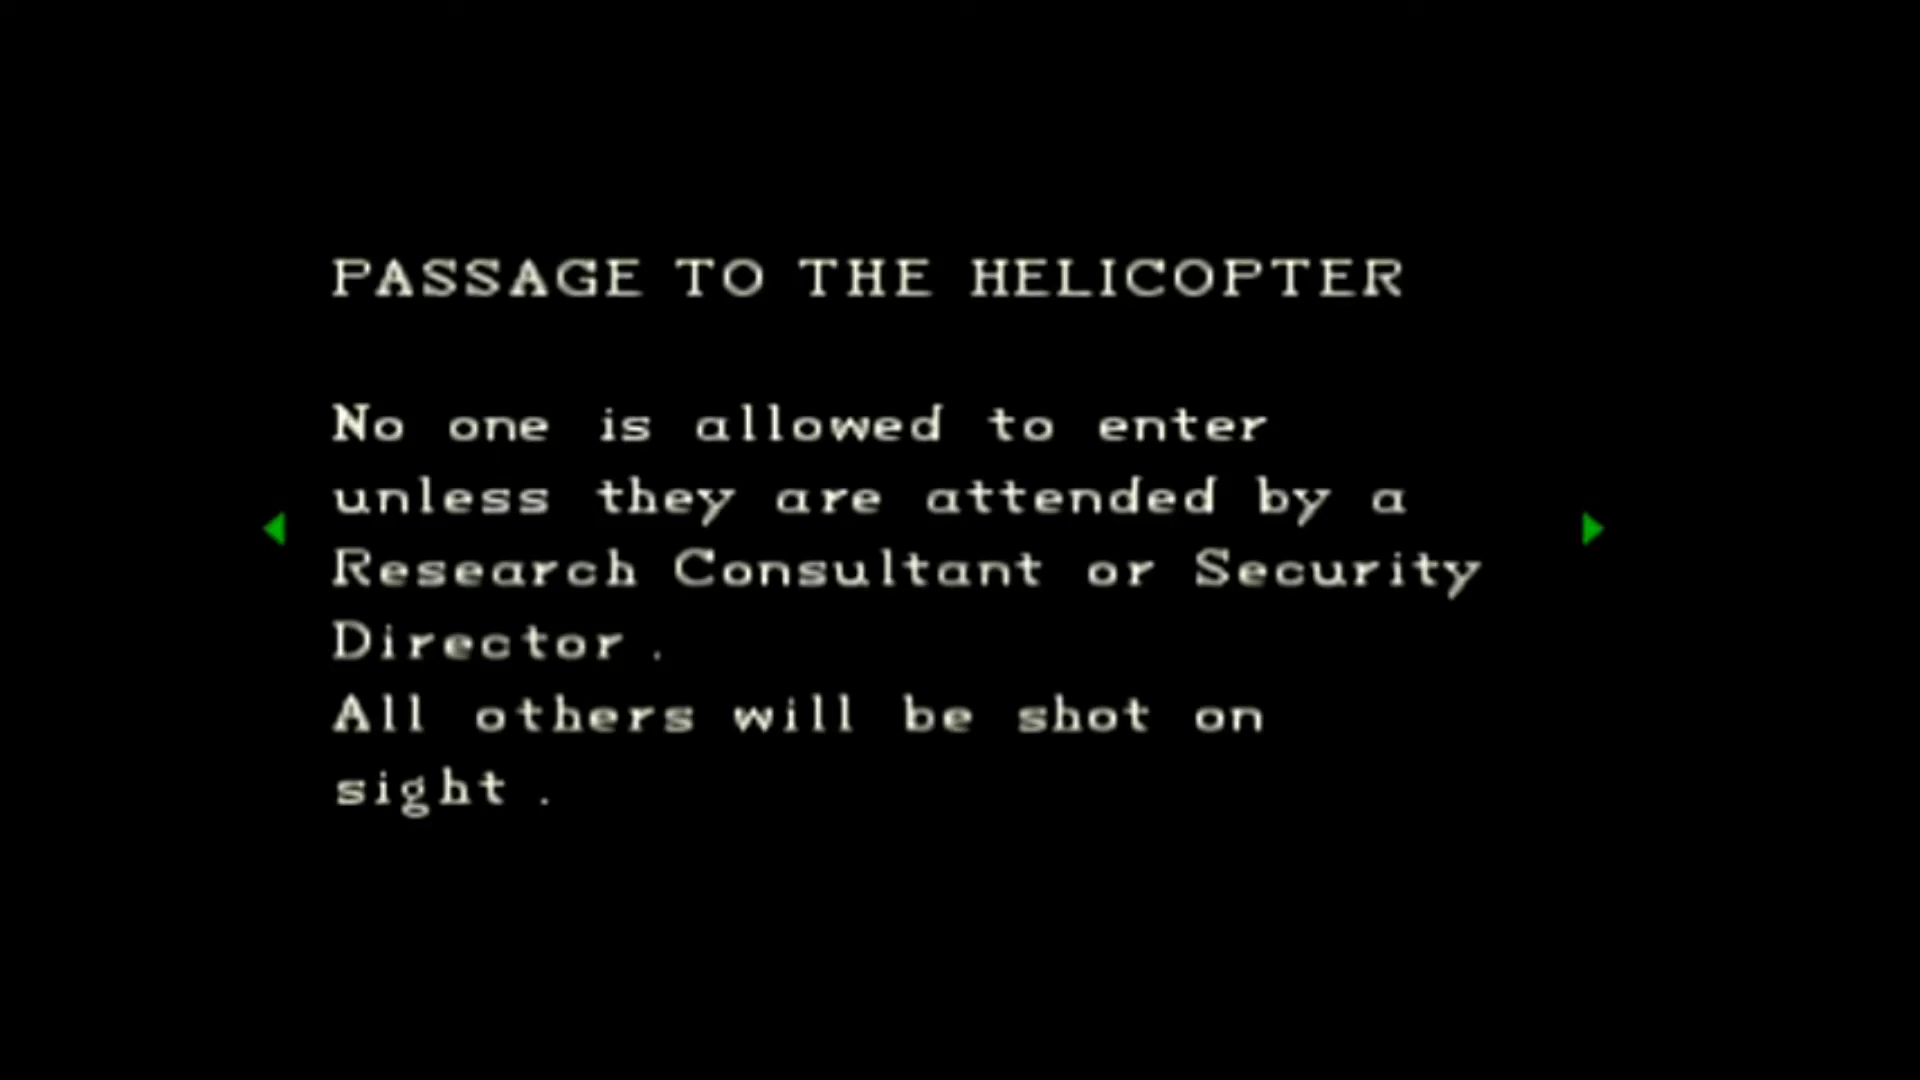 PASSAGE TO THE HELICOPTER
No one is allowed to enter
unless they are attended by a
Research Consultant or Security
Director.
All others will be shot on
sight.